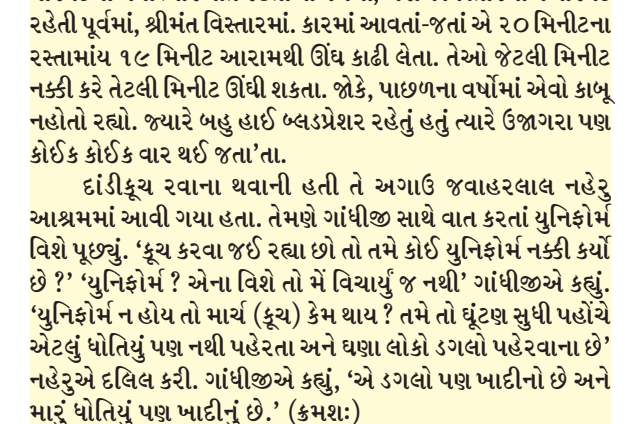 રહેતી પૂર્વમાં, શ્રીમંત વિસ્તારમાં. કારમાં આવતાં-જતાં એ ૨૦ મિનીટના
રસ્તામાંય ૧૯ મિનીટ આરામથી ઊંઘ કાઢી લેતા. તેઓ જેટલી મિનીટ
નક્કી કરે તેટલી મિનીટ ઊંઘી શકતા. જોકે, પાછળના વર્ષોમાં એવો કાબૂ
નહોતો રહ્યો. જ્યારે બહુ હાઈ બ્લડપ્રેશર રહેતું હતું ત્યારે ઉજાગરા પણ
કોઈક કોઈક વાર થઈ જતા'તા.
દાંડીકૂચ રવાના થવાની હતી તે અગાઉ જવાહરલાલ નહેરુ
આશ્રમમાં આવી ગયા હતા. તેમણે ગાંધીજી સાથે વાત કરતાં યુનિફોર્મ
વિશે પૂછ્યું. ‘કૂચ કરવા જઈ રહ્યા છો તો તમે કોઈ યુનિફોર્મ નક્કી કર્યો
છે ?’ ‘યુનિફોર્મ ? એના વિશે તો મેં વિચાર્યું જ નથી’ ગાંધીજીએ કહ્યું.
‘યુનિફોર્મ ન હોય તો માર્ચ (કૂચ) કેમ થાય ? તમે તો ઘૂંટણ સુધી પહોંચે
એટલું ધોતિયું પણ નથી પહેરતા અને ઘણા લોકો ડગલો પહેરવાના છે’
નહેરુએ દલિલ કરી. ગાંધીજીએ કહ્યું, ‘એ ડગલો પણ ખાદીનો છે અને
મારું ધોતિયું પણ ખાદીનું છે.’ (ક્રમશઃ)